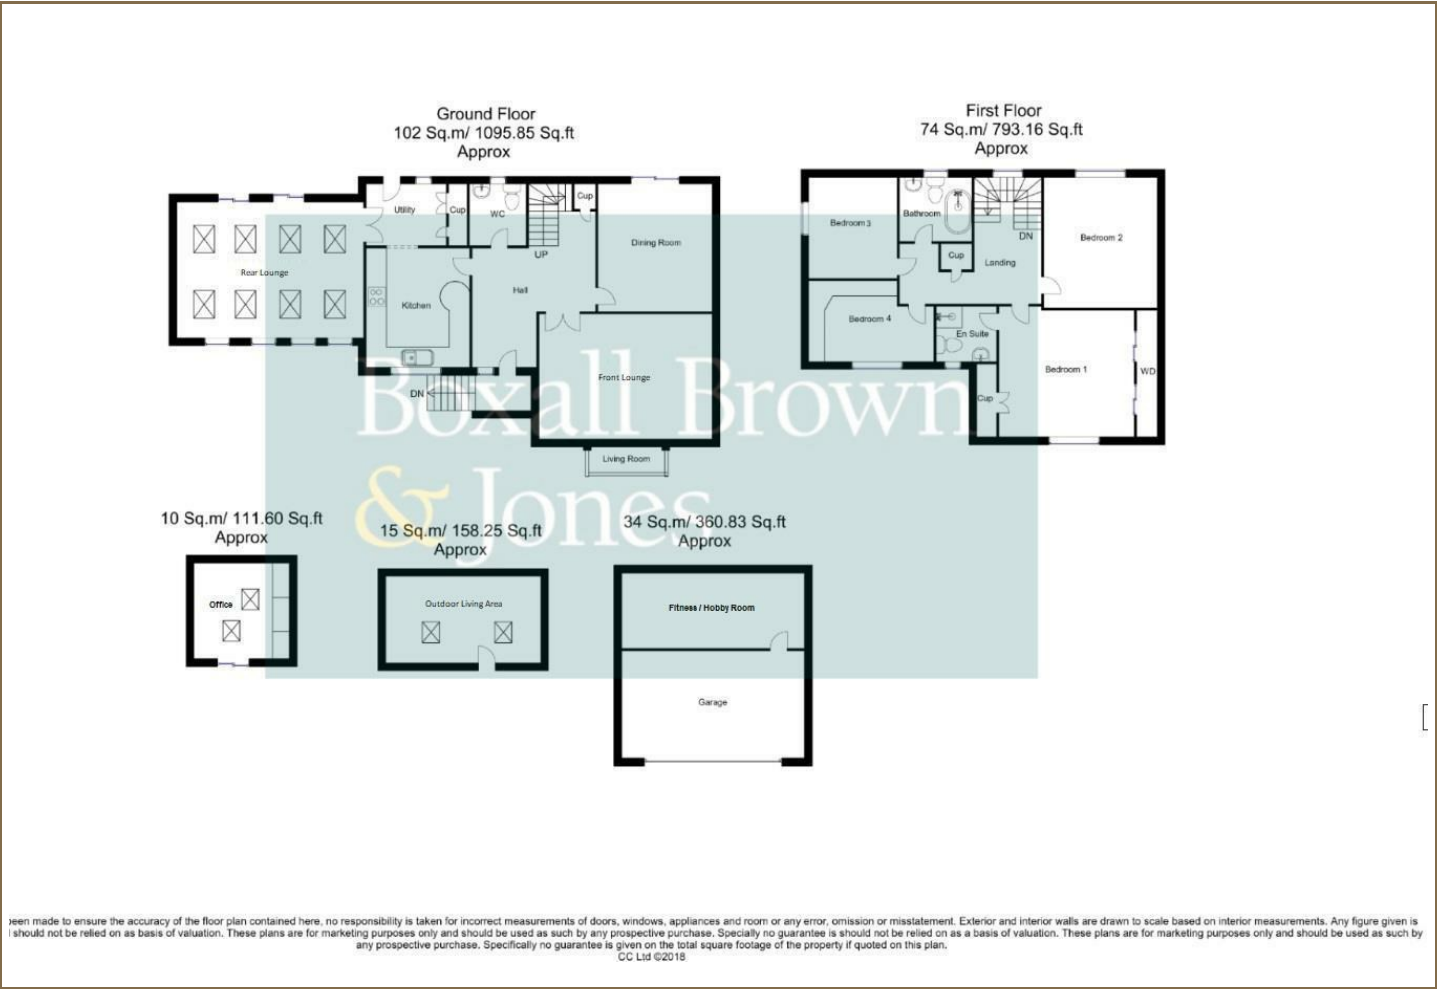 Ground Floor
102 Sq.m/ 1095.85 Sq.ft
Approx
First Floor
74 Sq.m/ 793.16 Sq.ft
Approx
Utility
Cup
WC
Cup
UP
Dining Room
Rear Lounge
Hall
Kitchen
Front Lounge
DN
Living Room
Bedroom 3
Bathroom
DN
Bedroom 2
Cup
Landing
Bedroom 4
En Suite
Bedroom 1
WD
Cup
Boxall Brown
& Jones
10 Sq.m/ 111.60 Sq.ft
Approx
15 Sq.m/ 158.25 Sq.ft
Approx
34 Sq.m/ 360.83 Sq.ft
Approx
Office
Outdoor Living Area
Fitness / Hobby Room
Garage
been made to ensure the accuracy of the floor plan contained here, no responsibility is taken for incorrect measurements of doors, windows, appliances and room or any error, omission or misstatement. Exterior and interior walls are drawn to scale based on interior measurements. Any figure given is
should not be relied on as basis of valuation. These plans are for marketing purposes only and should be used as such by any prospective purchase. Specially no guarantee is should not be relied on as a basis of valuation. These plans are for marketing purposes only and should be used as such by
any prospective purchase. Specifically no guarantee is given on the total square footage of the property if quoted on this plan.
CC Ltd ©2018